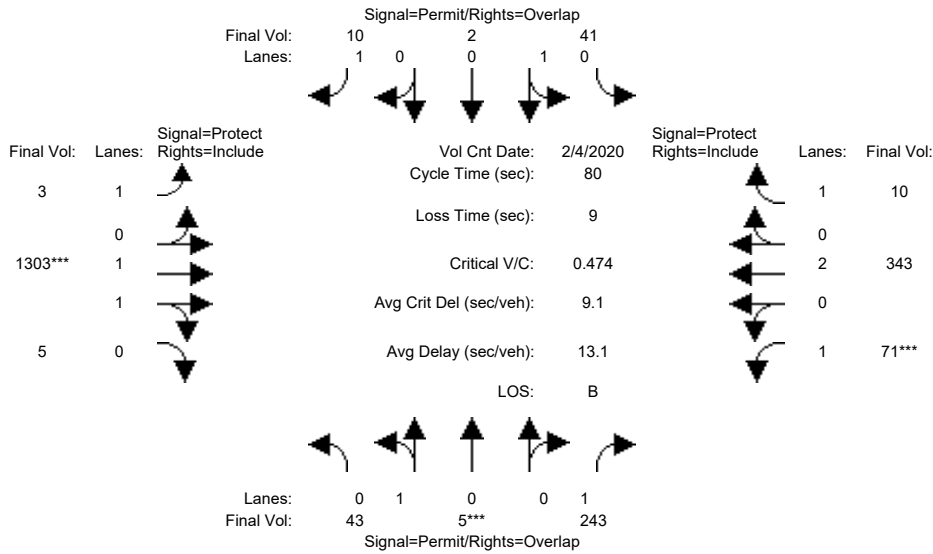 Signal=Permit/Rights=Overlap
Final Vol: 10 2 41
Lanes: 1 0 0 1 0
Signal=Protect
Final Vol: Lanes: Rights=Include
Vol Cnt Date: 2/4/2020
Signal=Protect
Rights=Include Lanes: Final Vol:
Cycle Time (sec): 80
3 1
1 10
Loss Time (sec): 9
0
0
1303*** 1
Critical V/C: 0.474
2 343
1
Avg Crit Del (sec/veh): 9.1
0
5 0
Avg Delay (sec/veh): 13.1
1 71***
LOS: B
Lanes: 0 1 0 0 1
Final Vol: 43 5*** 243
Signal=Permit/Rights=Overlap